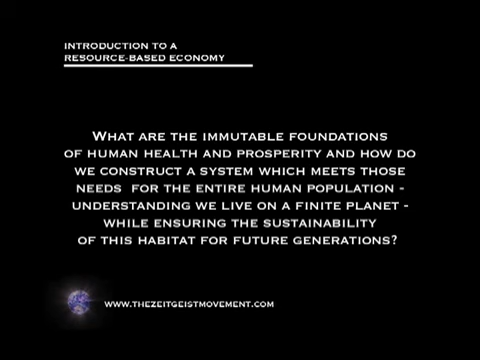 INTRODUCTION TO A
RESOURCE-BASED ECONOMY
WHAT ARE THE IMMUTABLE FOUNDATIONS
OF HUMAN HEALTH AND PROSPERITY AND HOW DO
WE CONSTRUCT A SYSTEM WHICH MEETS THOSE
NEEDS FOR THE ENTIRE HUMAN POPULATION -
UNDERSTANDING WE LIVE ON A FINITE PLANET -
WHILE ENSURING THE SUSTAINABILITY
OF THIS HABITAT FOR FUTURE GENERATIONS?
WWW.THEZEITGEISTMOVEMENT.COM